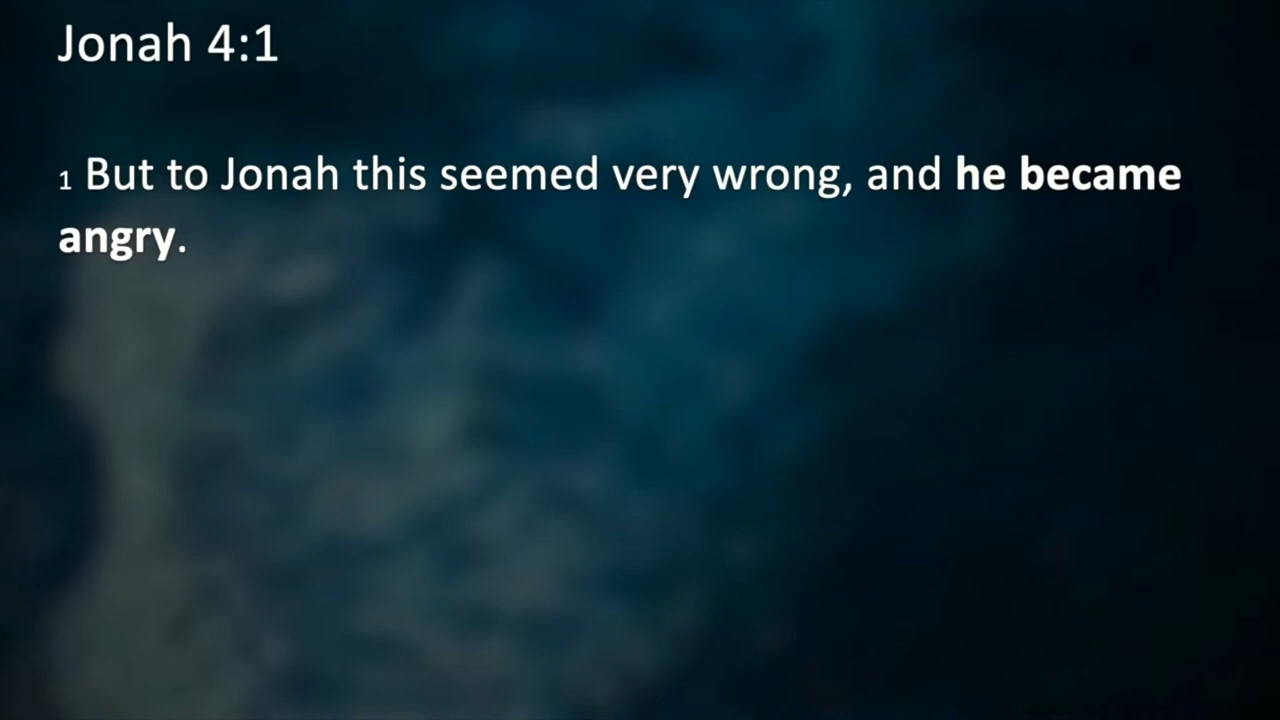 Jonah 4:1
1 But to Jonah this seemed very wrong, and he became
angry.